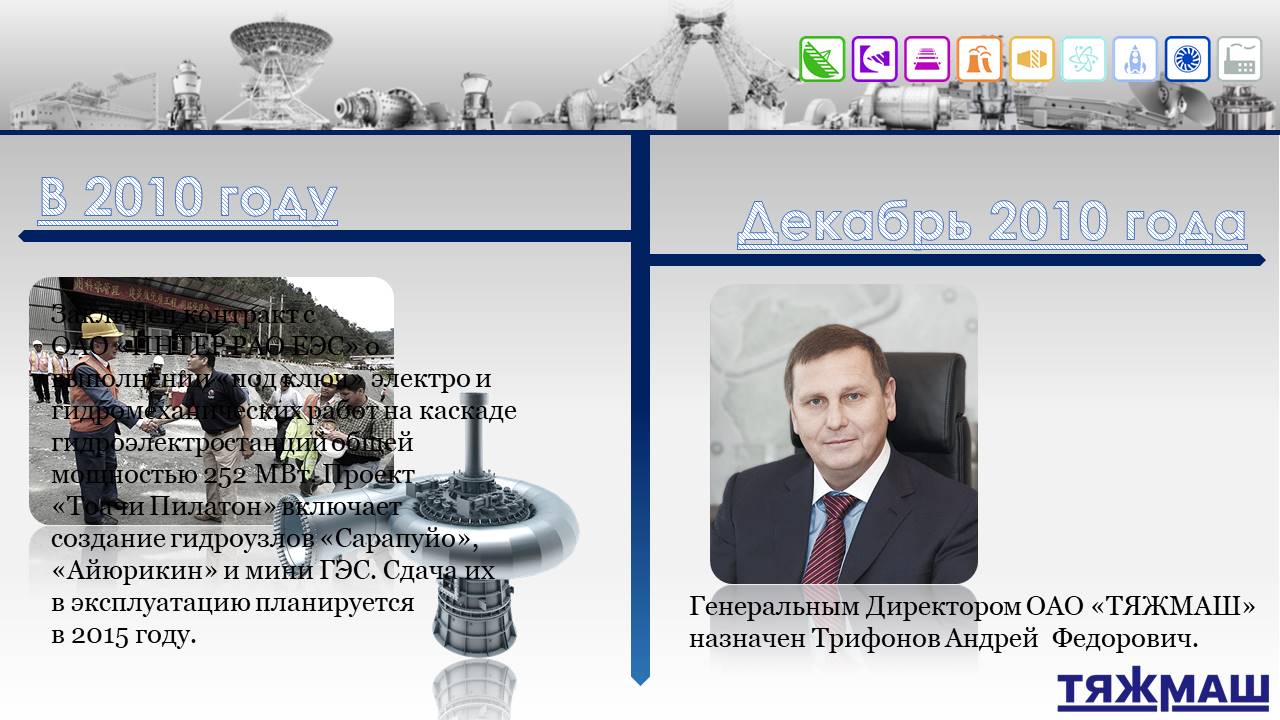 В 2010 году
Заключен контракт с
ОАО «ИНТЕР РАО ЕЭС» о
выполнении «под ключ» электро и
гидромеханических работ на каскаде
гидроэлектростанций общей
мощностью 252 МВт. Проект
«Тоачи Пилатон» включает
создание гидроузлов «Сарапуйо»,
«Айюрикин» и мини ГЭС. Сдача их
в эксплуатацию планируется
в 2015 году.
Декабрь 2010 года
Генеральным Директором ОАО «ТЯЖМАШ»
назначен Трифонов Андрей Федорович.
ТЯЖМАШ